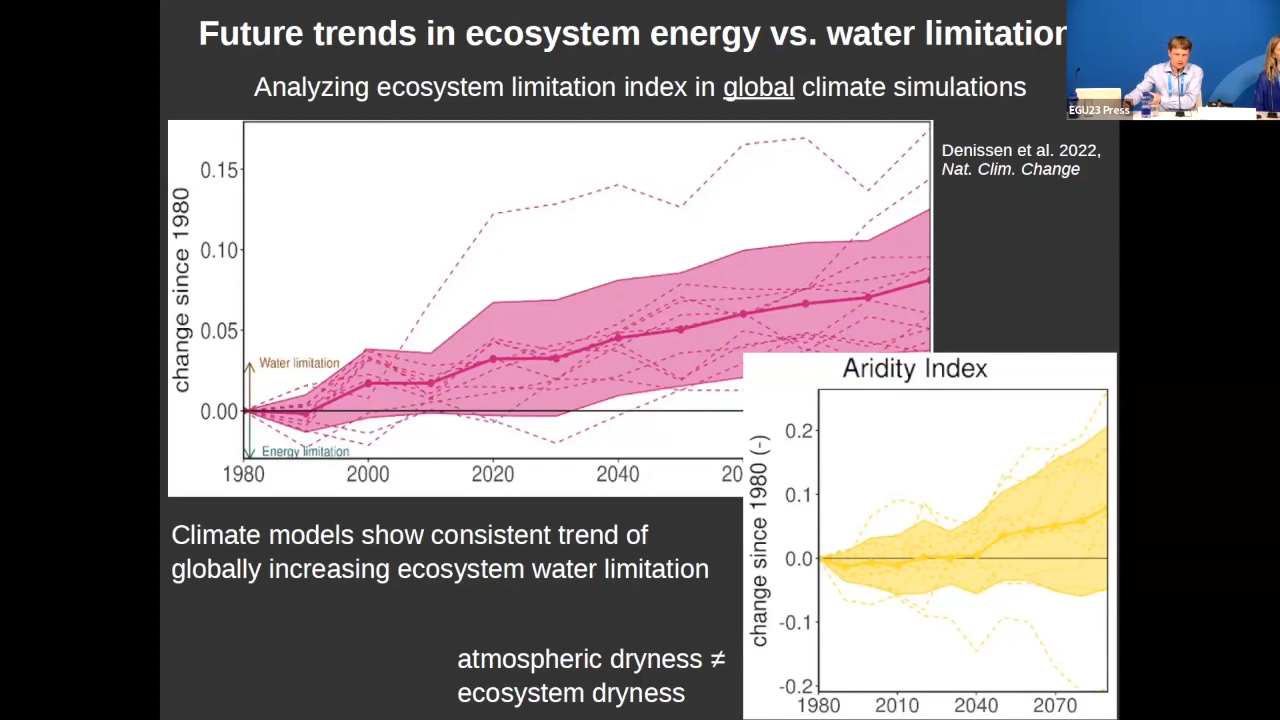 Future trends in ecosystem energy vs. water limitation
Analyzing ecosystem limitation index in global climate simulations
EGU23 Press
Denissen et al. 2022,
Nat. Clim. Change
change since 1980
0.15
0.10
0.05
0.00
Water limitation
Energy limitation
1980
2000
2020
2040
20
Climate models show consistent trend of
globally increasing ecosystem water limitation
atmospheric dryness ≠
ecosystem dryness
Aridity Index
change since 1980 (-)
0.2
0.1
0.0
-0.1
-0.2
1980
2010
2040
2070